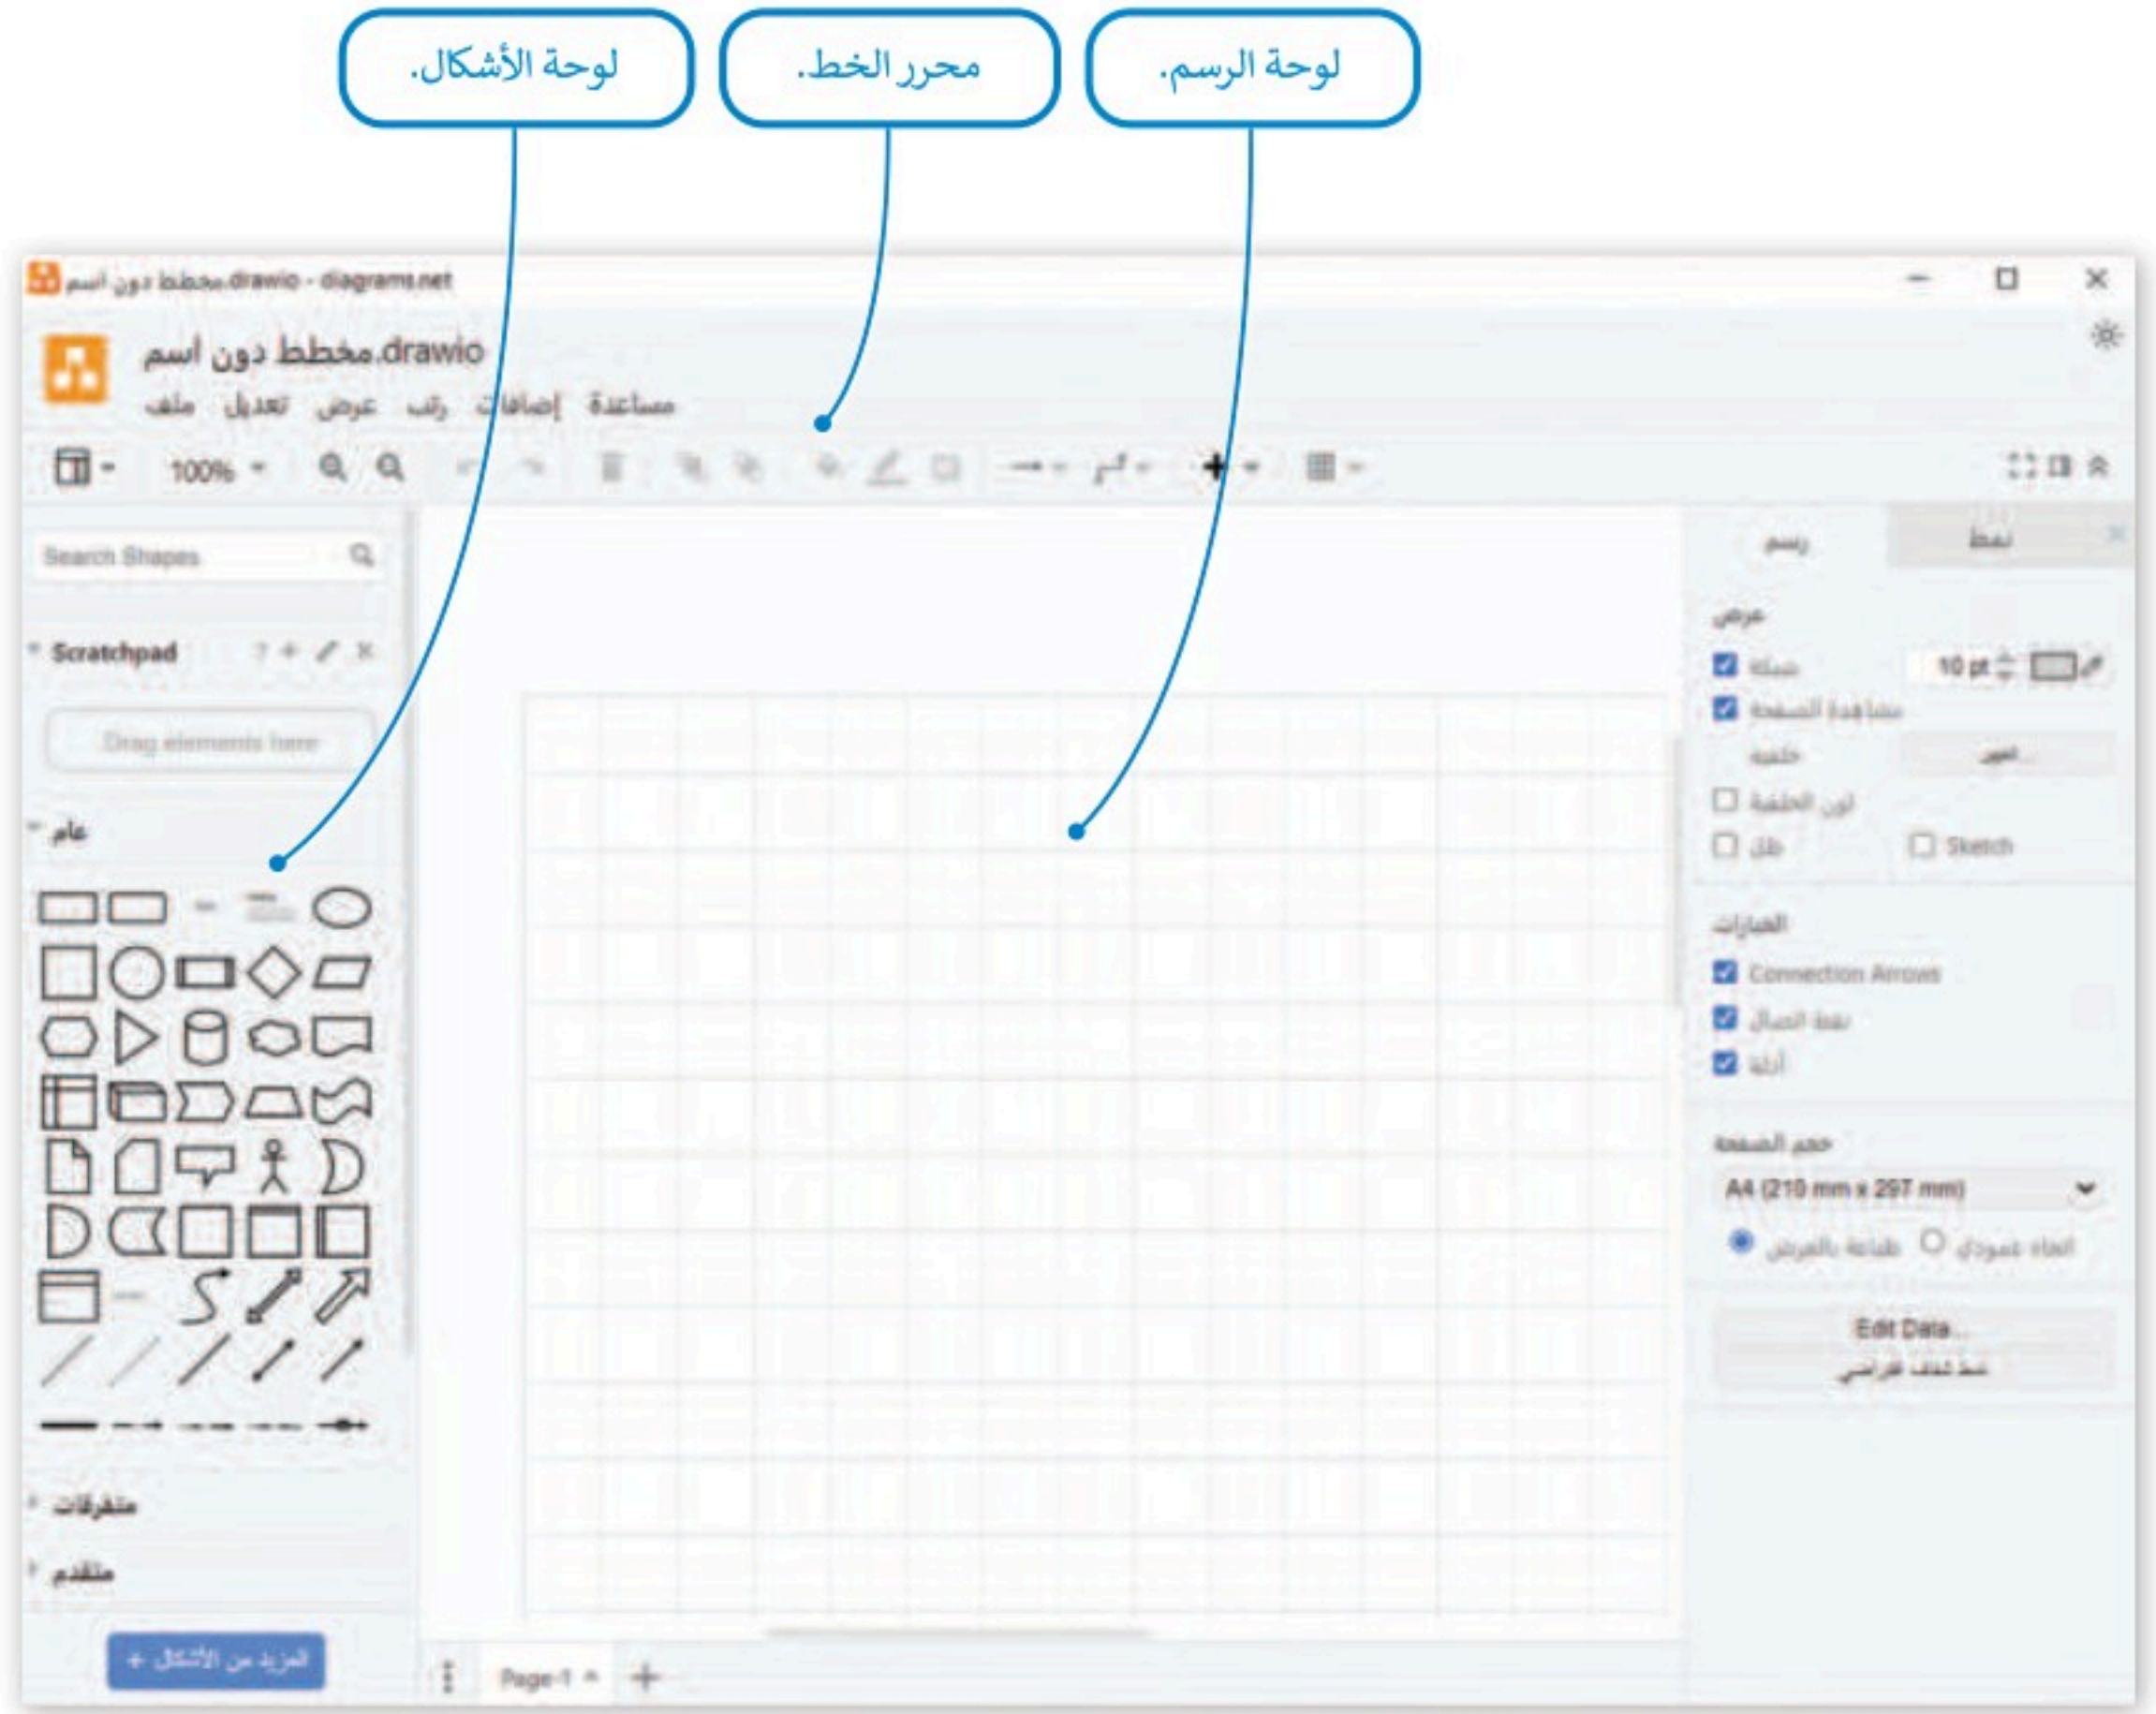 لوحة الرسم.
محرر الخط.
لوحة الأشكال.
مخطط دون اسم.drawio - diagrams.net
مخطط دون اسم.drawio
ملف تعديل عرض رتب إضافات مساعدة
100%
Search Shapes
Scratchpad
Drag elements here
عام
متفرقات
متقدم
المزيد من الأشكال +
Page-1
رسم نمط
عرض
شبكة 10 pt
مشاهدة الصفحة
خلفية
لون الخلفية
ظل Sketch
الخيارات
Connection Arrows
نقط اتصال
أدلة
حجم الصفحة
A4 (210 mm x 297 mm)
طباعة بالعرض اتجاه عمودي
Edit Data...